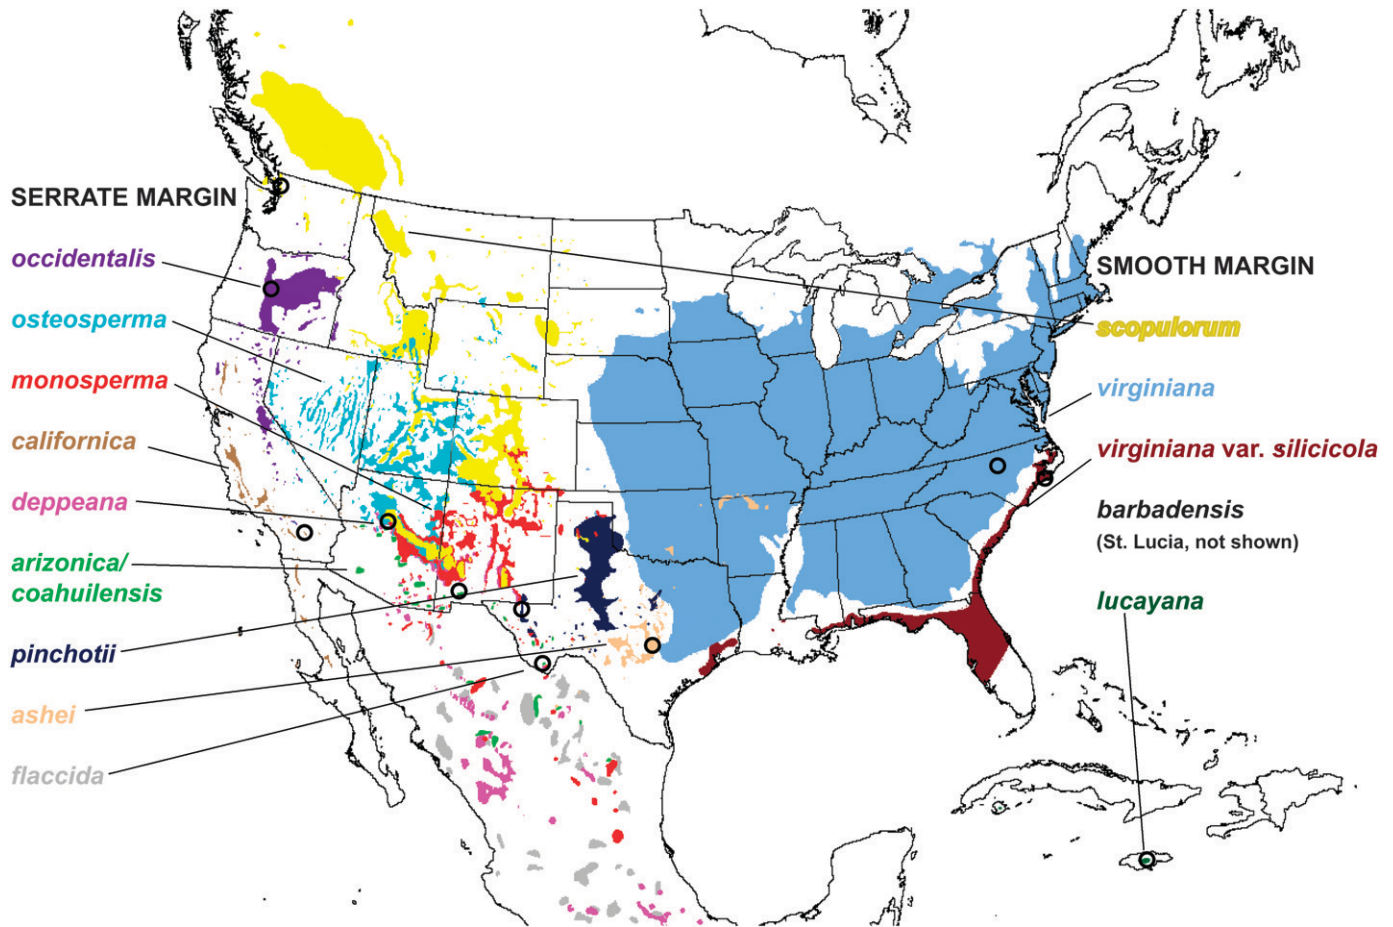 SERRATE MARGIN
occidentalis
osteosperma
monosperma
californica
deppeana
arizonica/
coahuilensis
pinchotii
ashei
flaccida
SMOOTH MARGIN
scopulorum
virginiana
virginiana var. silicicola
barbadensis
(St. Lucia, not shown)
lucayana